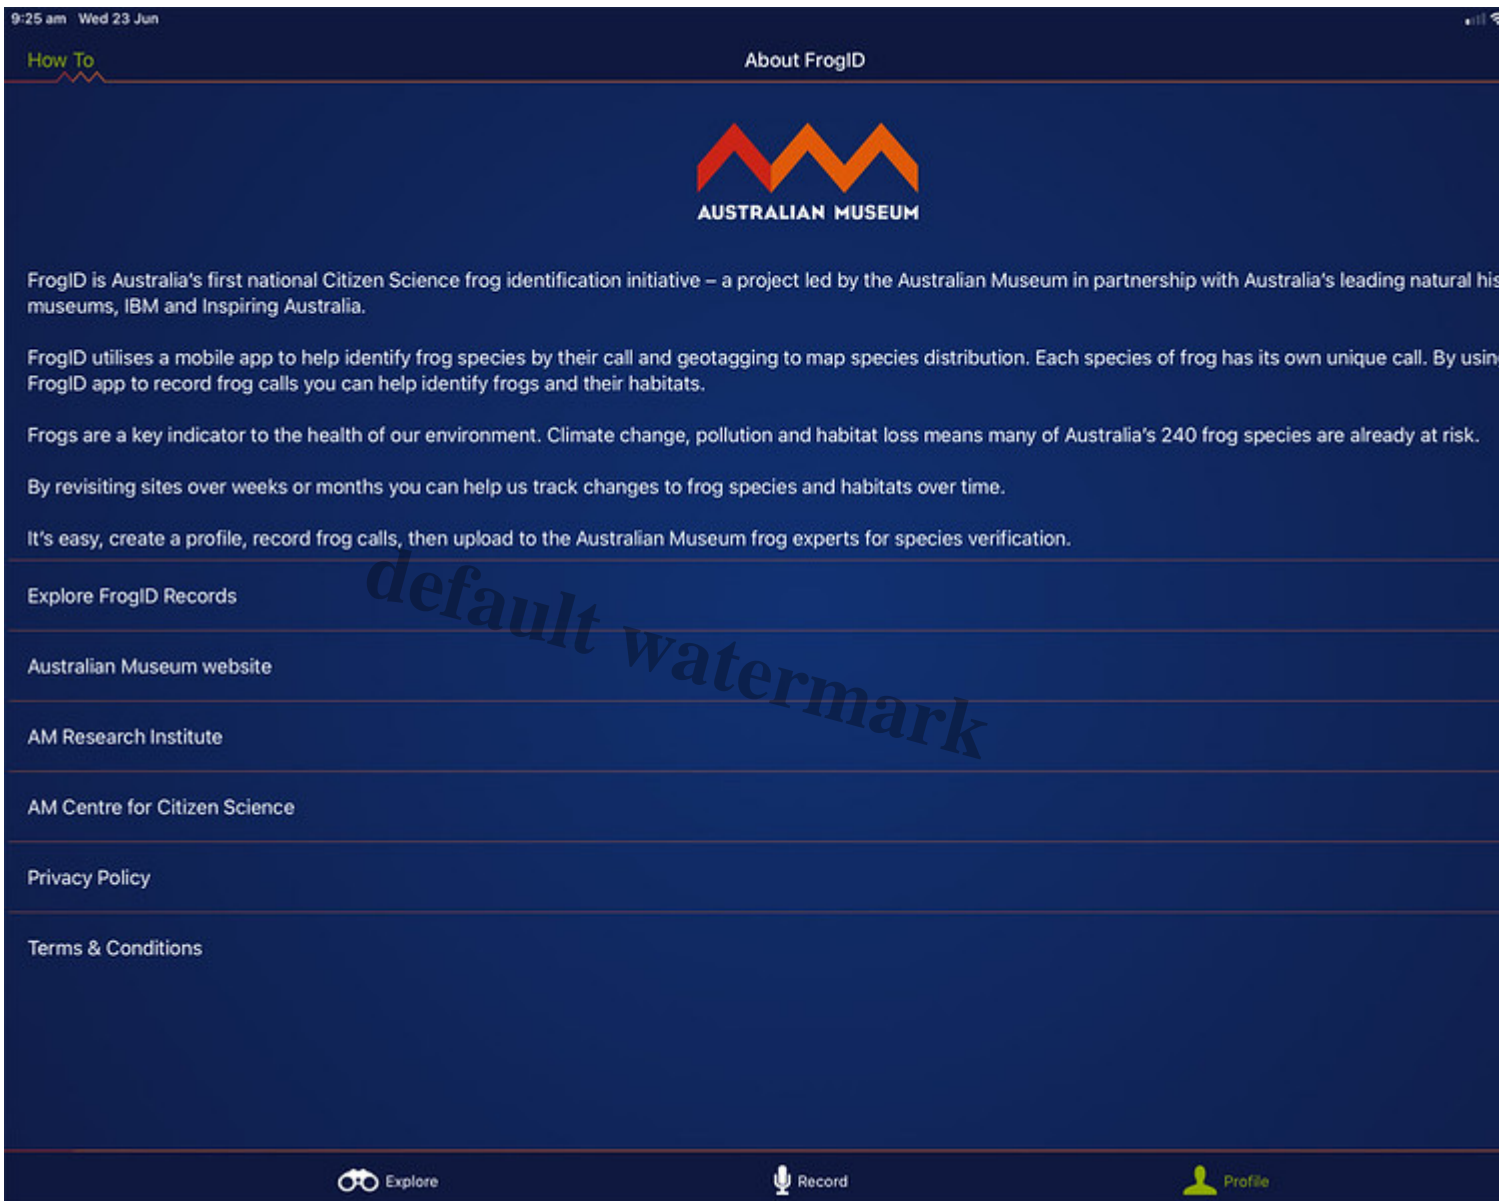 9:25 am Wed 23 Jun
How To
About FrogID
AUSTRALIAN MUSEUM
FrogID is Australia's first national Citizen Science frog identification initiative – a project led by the Australian Museum in partnership with Australia's leading natural his
museums, IBM and Inspiring Australia.
FrogID utilises a mobile app to help identify frog species by their call and geotagging to map species distribution. Each species of frog has its own unique call. By usin
FrogID app to record frog calls you can help identify frogs and their habitats.
Frogs are a key indicator to the health of our environment. Climate change, pollution and habitat loss means many of Australia's 240 frog species are already at risk.
By revisiting sites over weeks or months you can help us track changes to frog species and habitats over time.
It's easy, create a profile, record frog calls, then upload to the Australian Museum frog experts for species verification.
Explore FrogID Records
default watermark
Australian Museum website
AM Research Institute
AM Centre for Citizen Science
Privacy Policy
Terms & Conditions
Explore
Record
Profile